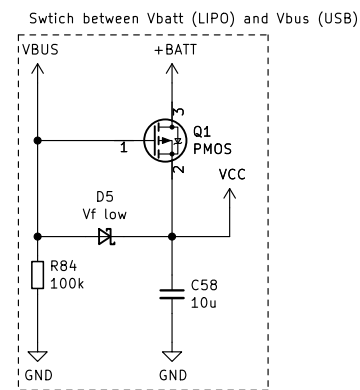 Swtich between Vbatt (LIPO) and Vbus (USB)
VBUS
+BATT
3
Q1
PMOS
1
2
VCC
D5
Vf low
R84
100k
C58
10u
GND
GND